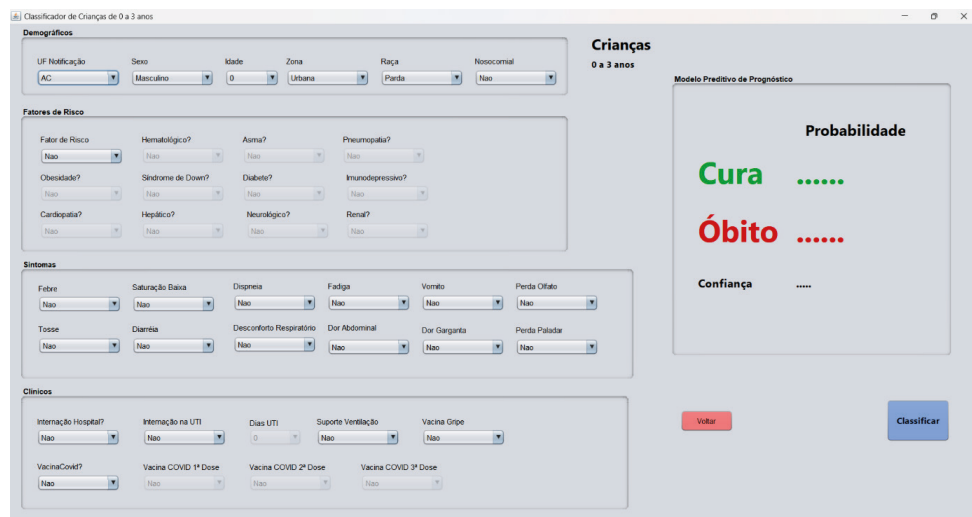 Classificador de Crianças de 0 a 3 anos
Demográficos
UF Notificação Sexo Idade Zona Raça Nosocomial
AC Masculino 0 Urbana Parda Nao
Fatores de Risco
Fator de Risco Hematológico? Asma? Pneumopatia?
Nao Nao Nao Nao
Obesidade? Síndrome de Down? Diabete? Imunodepressivo?
Nao Nao Nao Nao
Cardiopatia? Hepático? Neurológico? Renal?
Nao Nao Nao Nao
Sintomas
Febre Saturação Baixa Dispneia Fadiga Vomito Perda Olfato
Nao Nao Nao Nao Nao Nao
Tosse Diarréia Desconforto Respiratório Dor Abdominal Dor Garganta Perda Paladar
Nao Nao Nao Nao Nao Nao
Clínicos
Internação Hospital? Internação na UTI Dias UTI Suporte Ventilação Vacina Gripe
Nao Nao 0 Nao Nao
VacinaCovid? Vacina COVID 1ª Dose Vacina COVID 2ª Dose Vacina COVID 3ª Dose
Nao Nao Nao Nao
Crianças
0 a 3 anos
Modelo Preditivo de Prognóstico
Probabilidade
Cura ......
Óbito ......
Confiança .....
Voltar Classificar